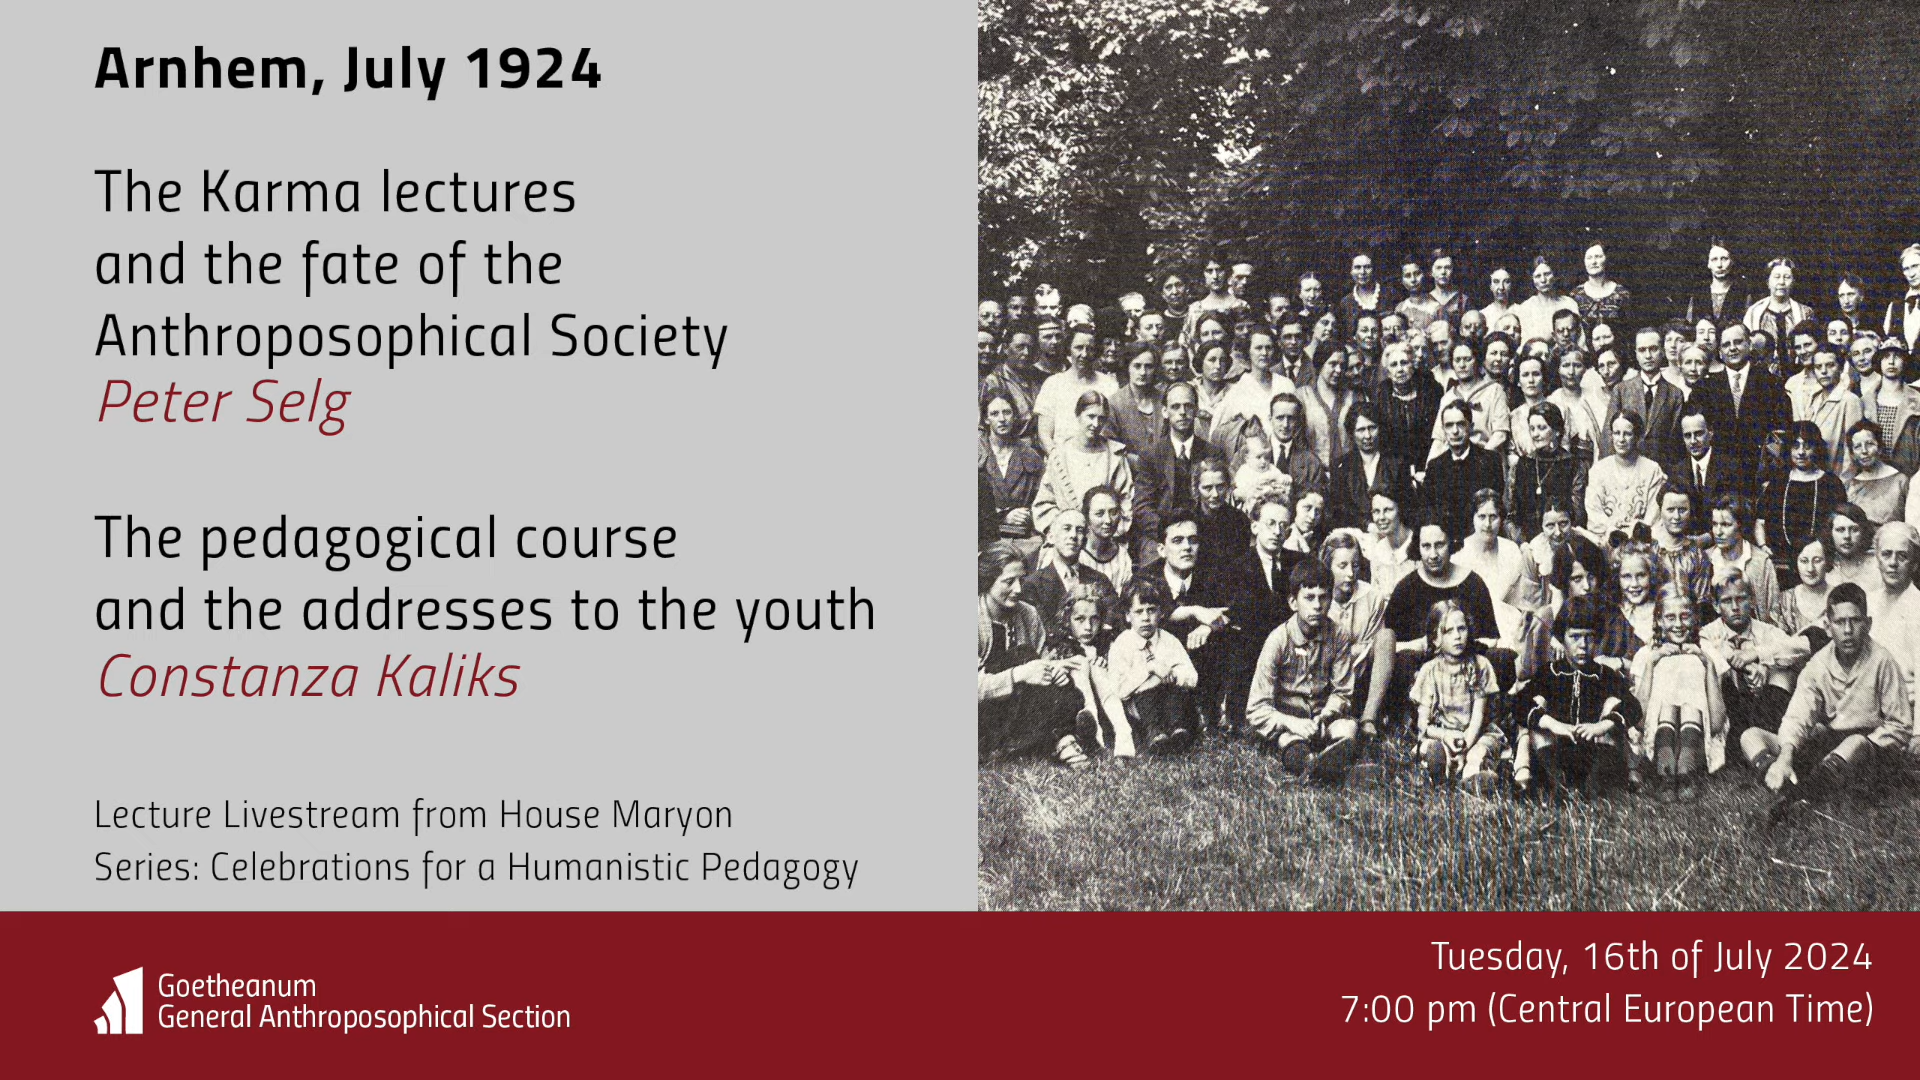 Arnhem, July 1924
The Karma lectures
and the fate of the
Anthroposophical Society
Peter Selg
The pedagogical course
and the addresses to the youth
Constanza Kaliks
Lecture Livestream from House Maryon
Series: Celebrations for a Humanistic Pedagogy
Goetheanum
General Anthroposophical Section
Tuesday, 16th of July 2024
7:00 pm (Central European Time)